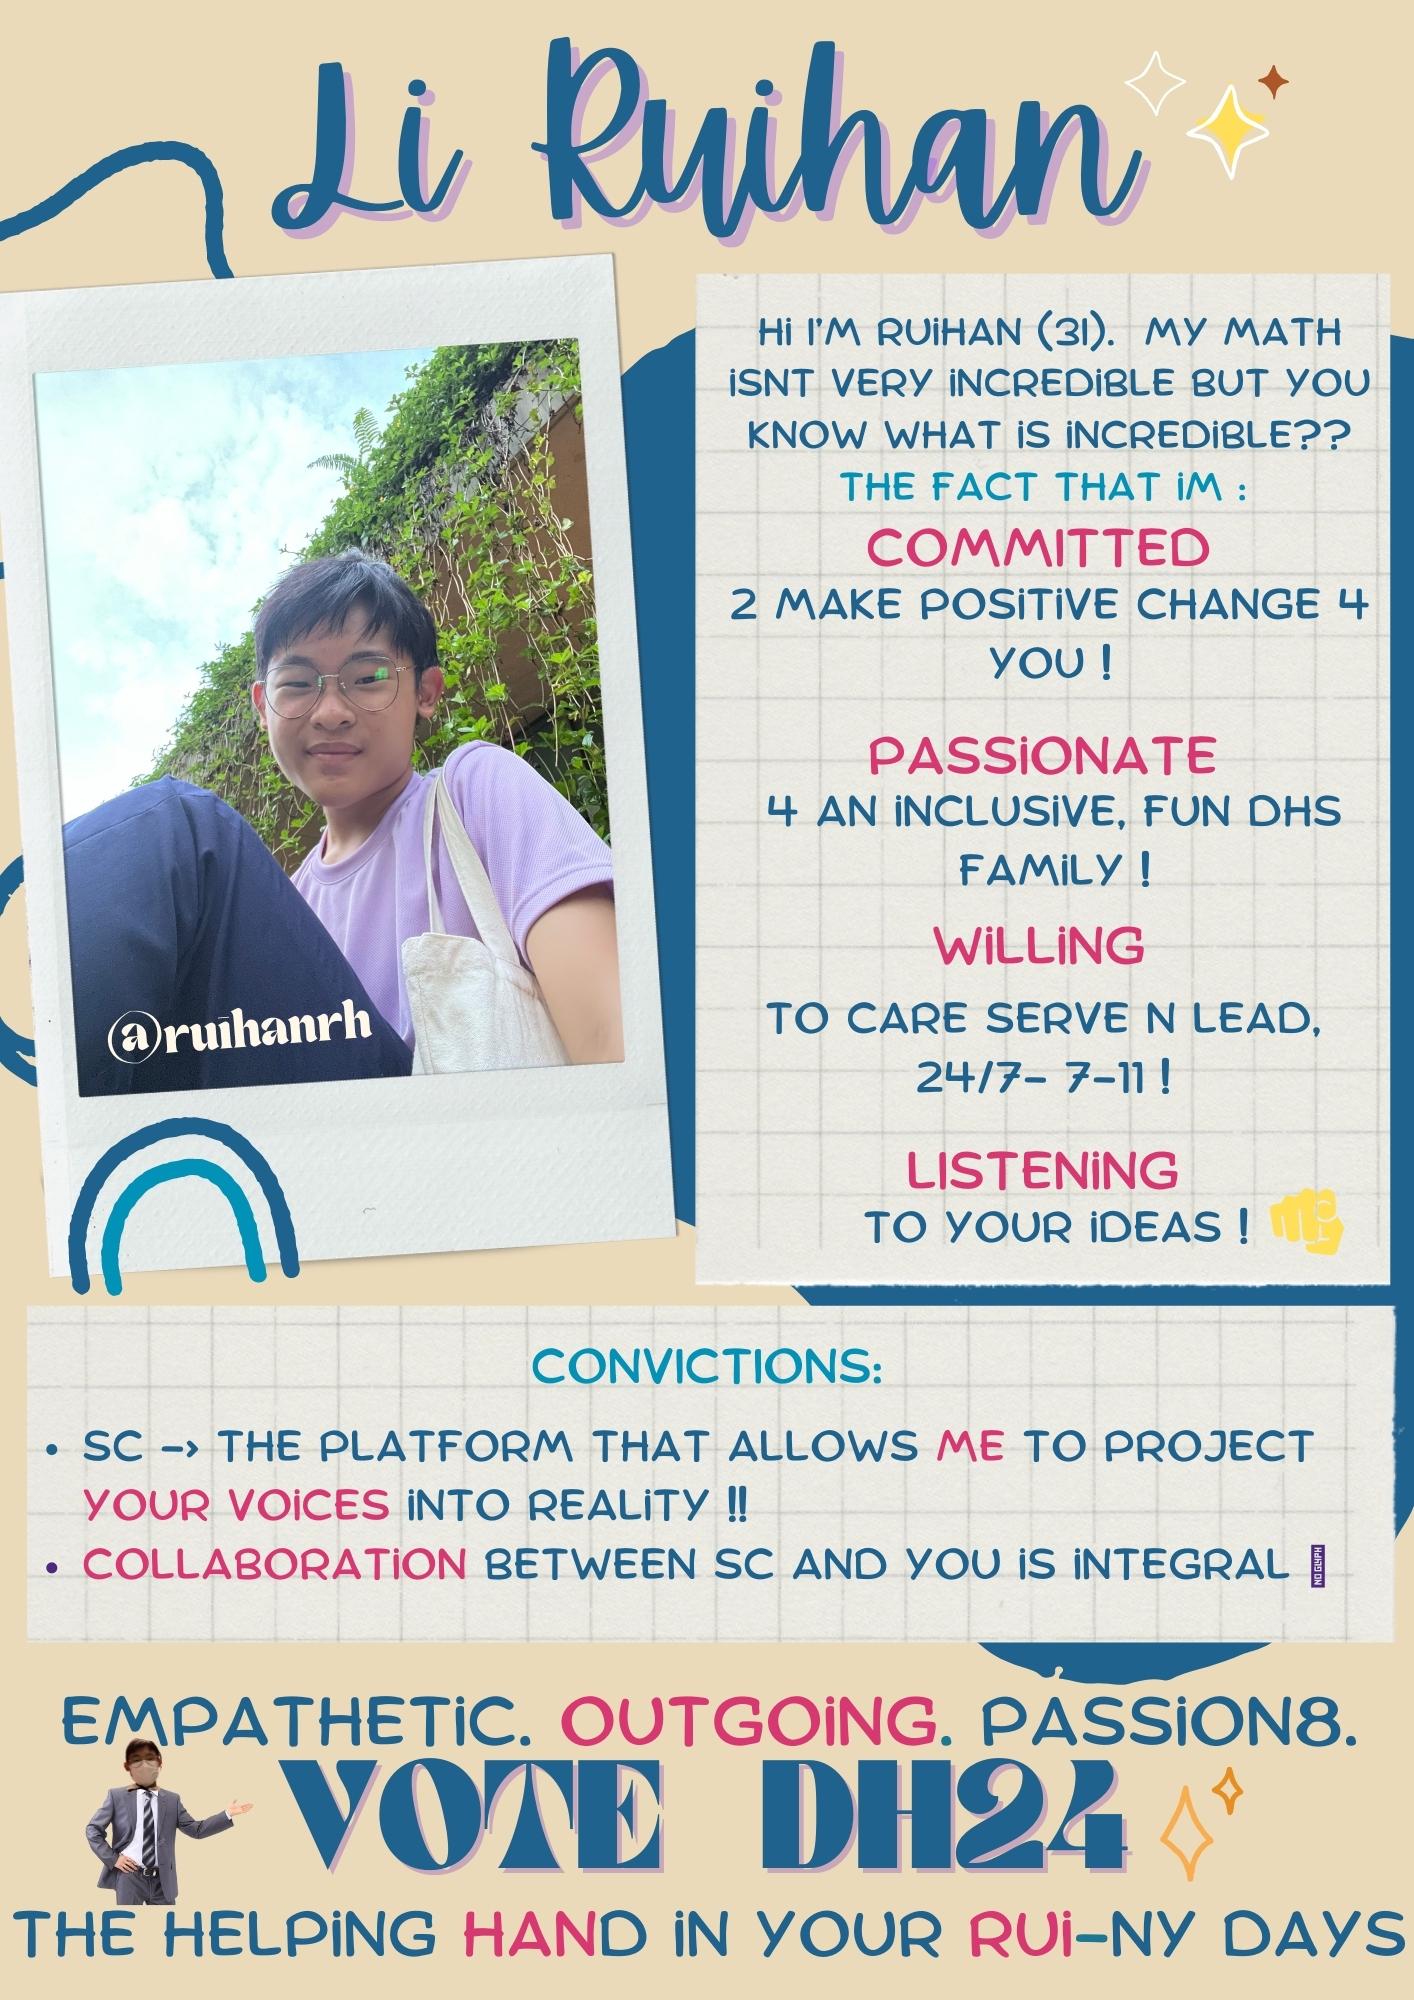 Li Ruihan
Hi I'M RUiHAN (3I). MY MATH
iSNT VERY iNCREDiBLE BUT YOU
KNOW WHAT iS iNCREDiBLE??
THE FACT THAT iM :
COMMITTED
2 MAKE POSiTiVE CHANGE 4
YOU !
PASSiONATE
4 AN iNCLUSiVE, FUN DHS
FAMiLY !
WiLLiNG
TO CARE SERVE N LEAD,
24/7- 7-11 !
LISTENiNG
TO YOUR iDEAS !
@ruihanrh
CONVICTIONS:
• SC -> THE PLATFORM THAT ALLOWS ME TO PROJECT
YOUR VOiCES iNTO REALiTY !!
• COLLABORATiON BETWEEN SC AND YOU iS iNTEGRAL NO GLYPH
EMPATHETiC. OUTGOiNG. PASSiON8.
VOTE DH24
THE HELPiNG HAND iN YOUR RUi-NY DAYS